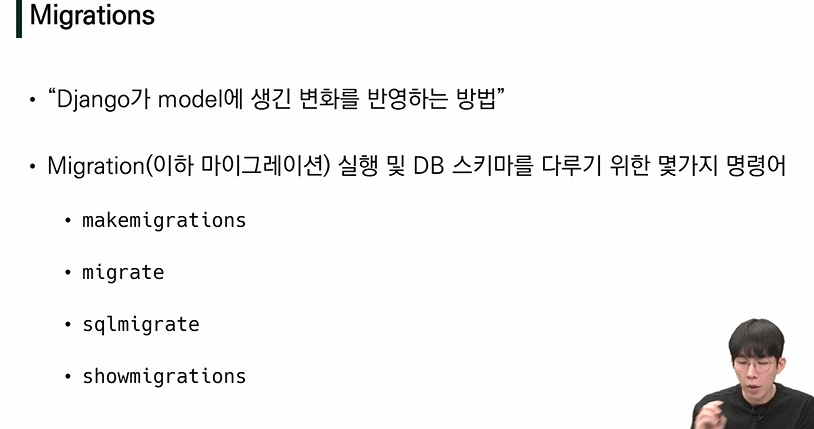 Migrations
• “Django가 model에 생긴 변화를 반영하는 방법”
• Migration(이하 마이그레이션) 실행 및 DB 스키마를 다루기 위한 몇가지 명령어
• makemigrations
• migrate
• sqlmigrate
• showmigrations